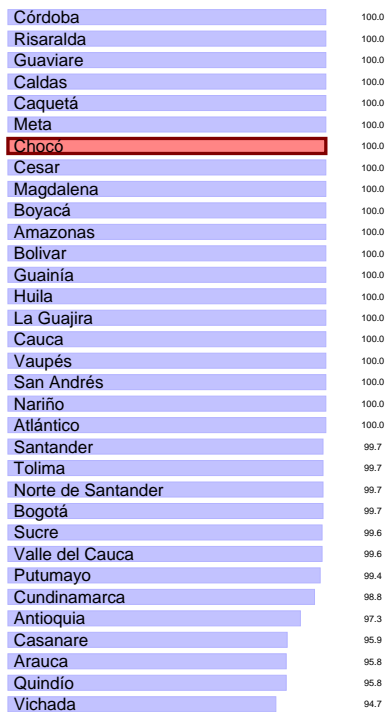 Córdoba 100.0
Risaralda 100.0
Guaviare 100.0
Caldas 100.0
Caquetá 100.0
Meta 100.0
Chocó 100.0
Cesar 100.0
Magdalena 100.0
Boyacá 100.0
Amazonas 100.0
Bolivar 100.0
Guainía 100.0
Huila 100.0
La Guajira 100.0
Cauca 100.0
Vaupés 100.0
San Andrés 100.0
Nariño 100.0
Atlántico 100.0
Santander 99.7
Tolima 99.7
Norte de Santander 99.7
Bogotá 99.7
Sucre 99.6
Valle del Cauca 99.6
Putumayo 99.4
Cundinamarca 98.8
Antioquia 97.3
Casanare 95.9
Arauca 95.8
Quindío 95.8
Vichada 94.7